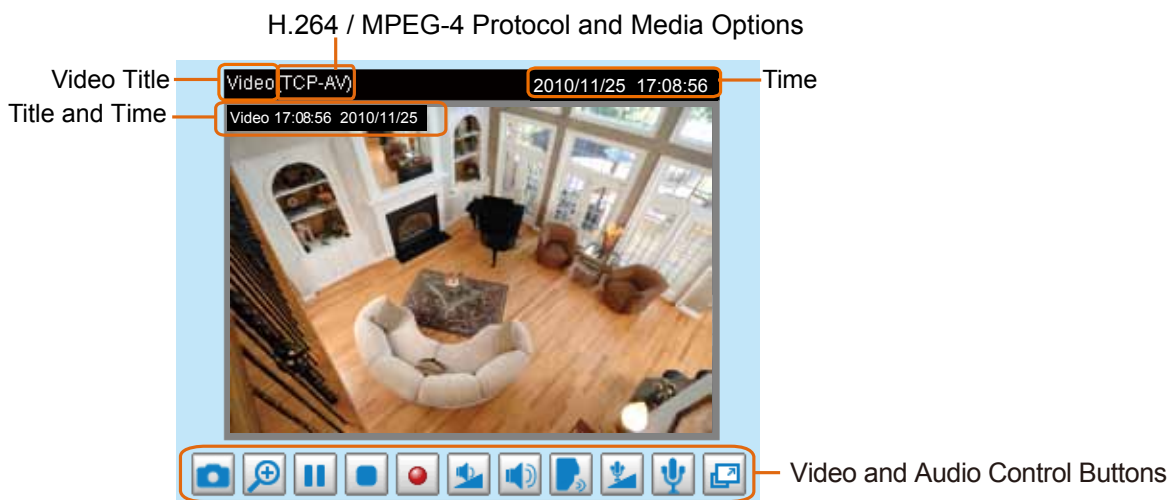 H.264 / MPEG-4 Protocol and Media Options
Video Title
Video (TCP-AV)
2010/11/25 17:08:56
Time
Title and Time
Video 17:08:56 2010/11/25
Video and Audio Control Buttons